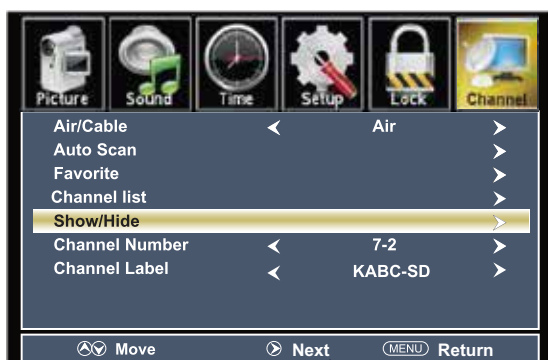 Picture Sound Time Setup Lock Channel
Air/Cable Air
Auto Scan
Favorite
Channel list
Show/Hide
Channel Number 7-2
Channel Label KABC-SD
Move Next MENU Return